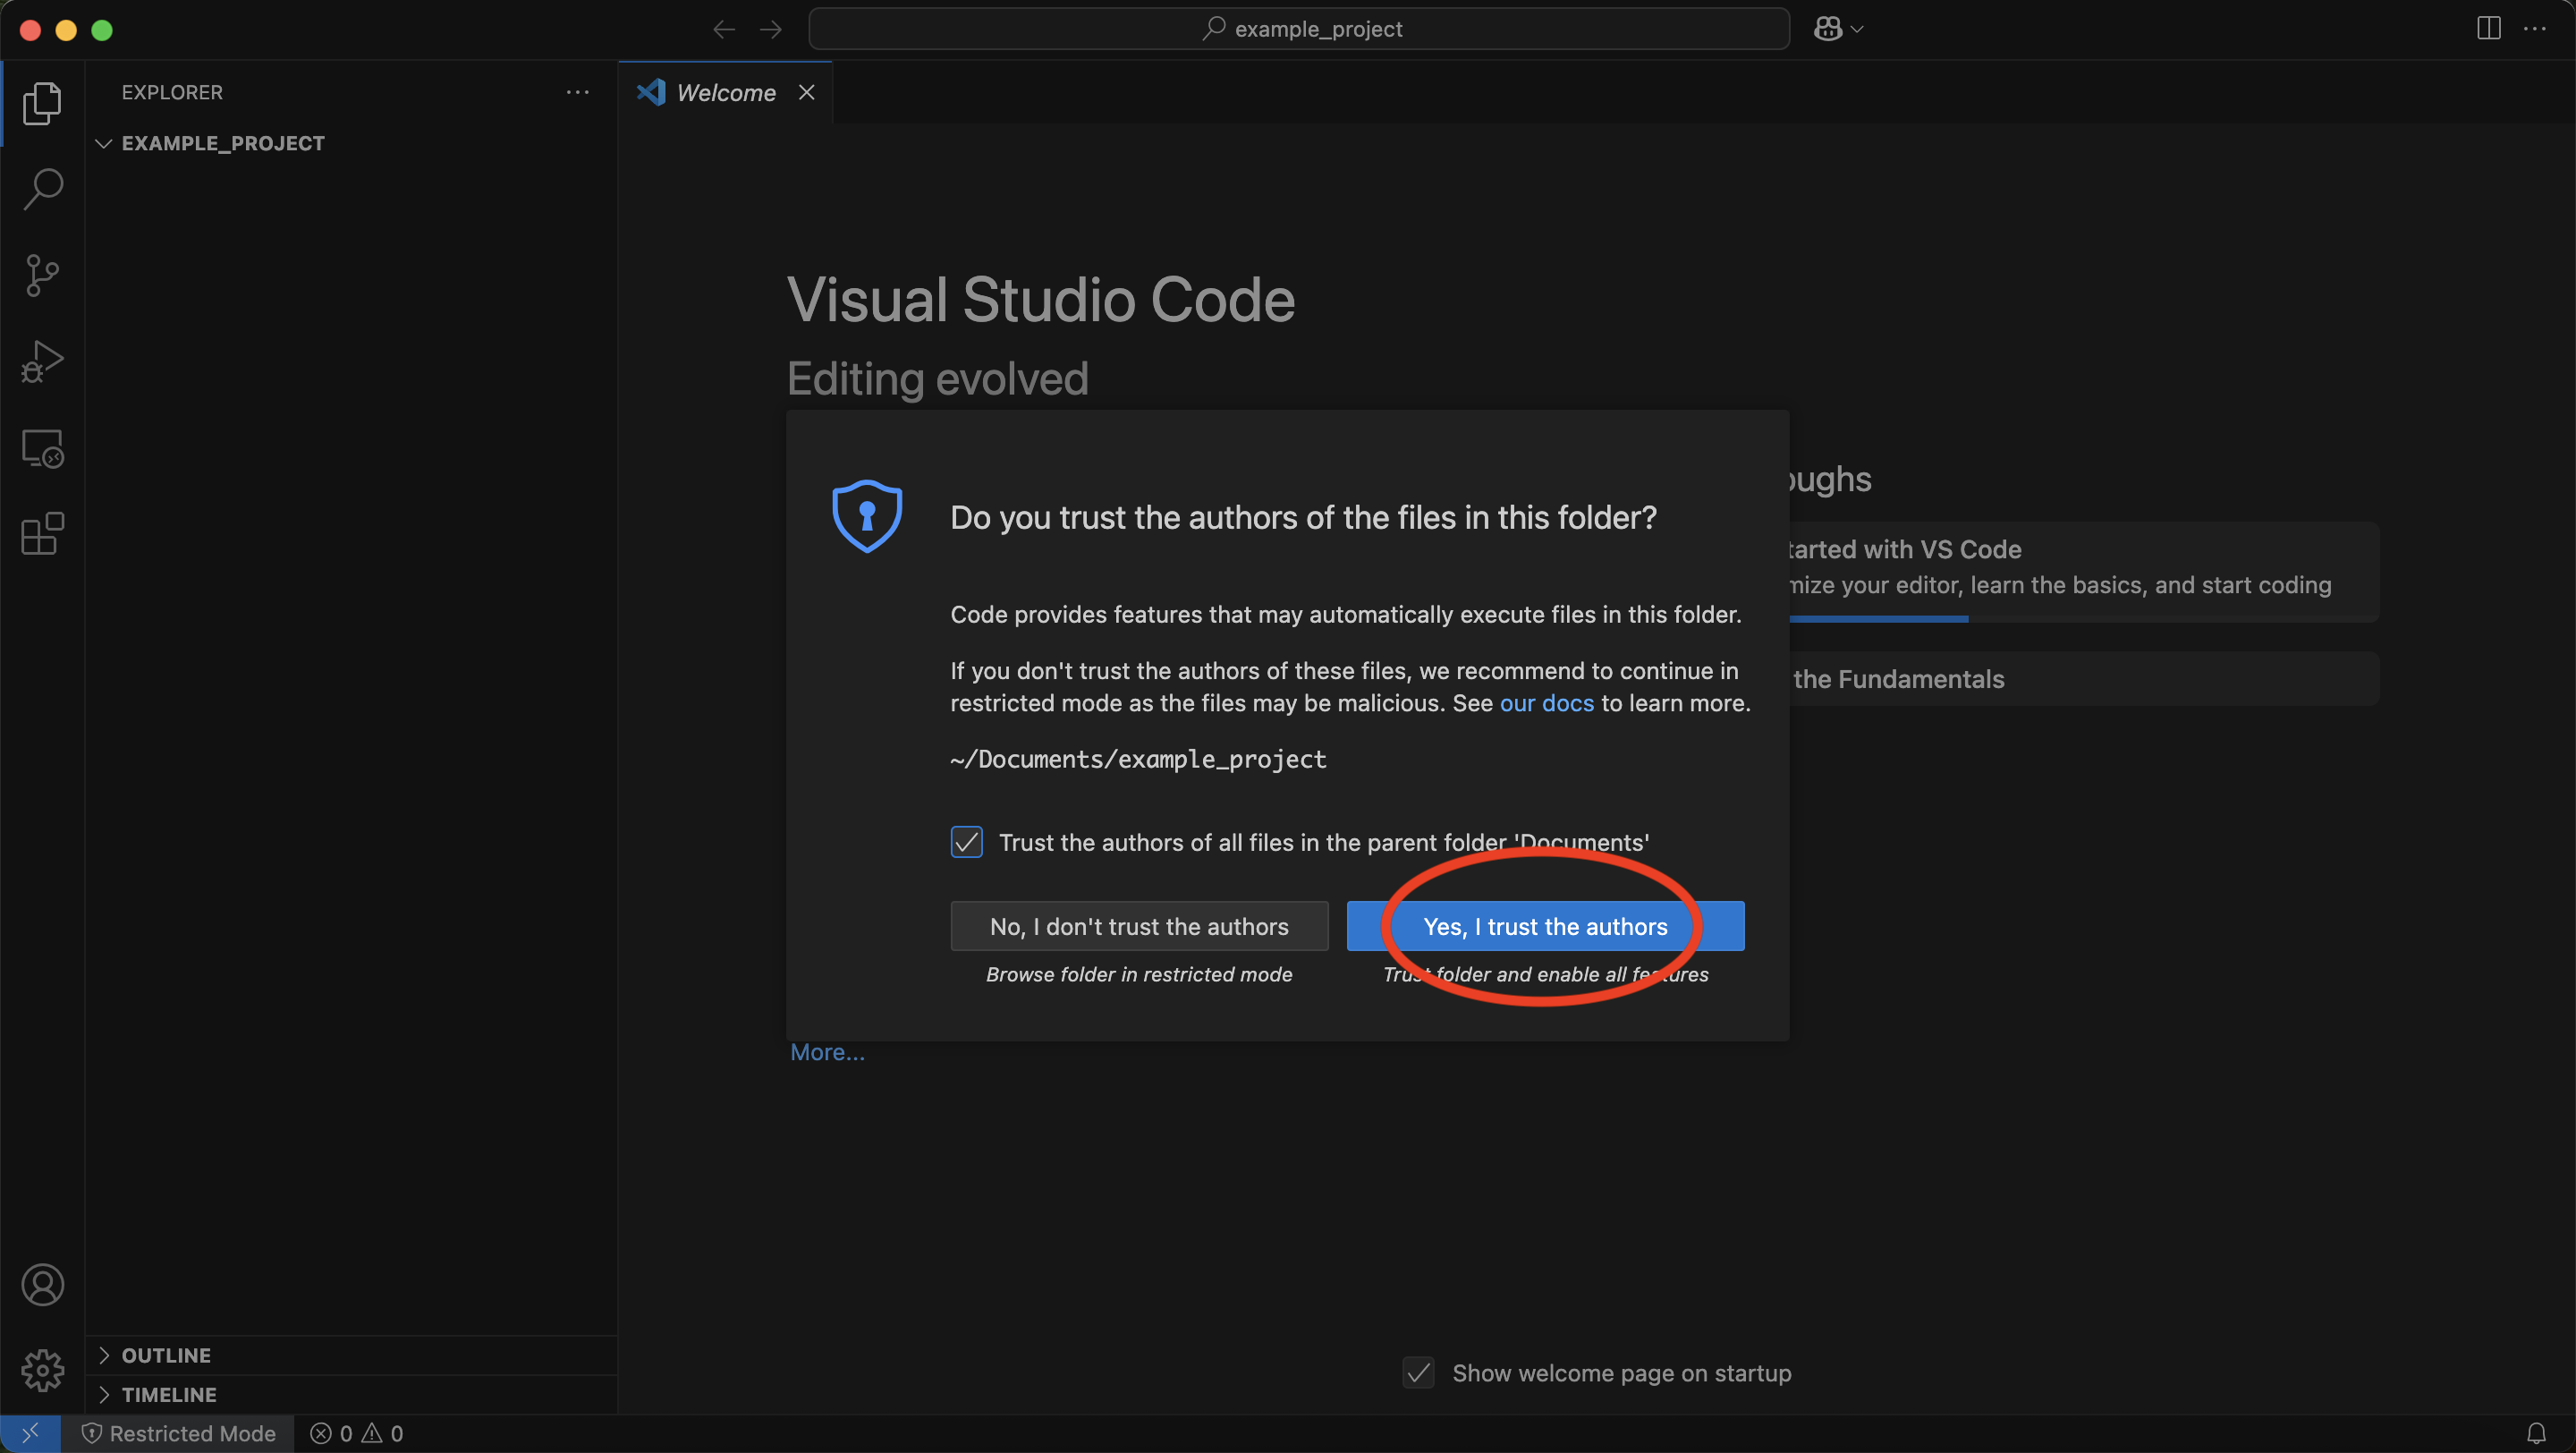 example_project
EXPLORER
EXAMPLE_PROJECT
Welcome
Visual Studio Code
Editing evolved
Do you trust the authors of the files in this folder?
Code provides features that may automatically execute files in this folder.
If you don't trust the authors of these files, we recommend to continue in
restricted mode as the files may be malicious. See our docs to learn more.
~/Documents/example_project
Trust the authors of all files in the parent folder 'Documents'
No, I don't trust the authors
Yes, I trust the authors
Browse folder in restricted mode
Trust folder and enable all features
oughs
tarted with VS Code
mize your editor, learn the basics, and start coding
the Fundamentals
More...
Show welcome page on startup
OUTLINE
TIMELINE
Restricted Mode
0
0